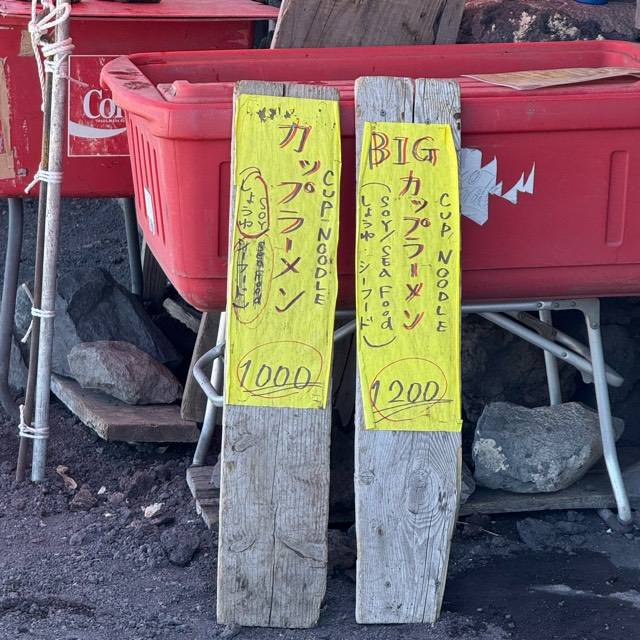 Co
カップラーメン
CUP NOODLE
(しょうゆ シーフード)
SOY SEA FOOD
1000
BIG
カップラーメン
CUP NOODLE
(SOY/SEA FOOD
しょうゆ シーフード)
1200